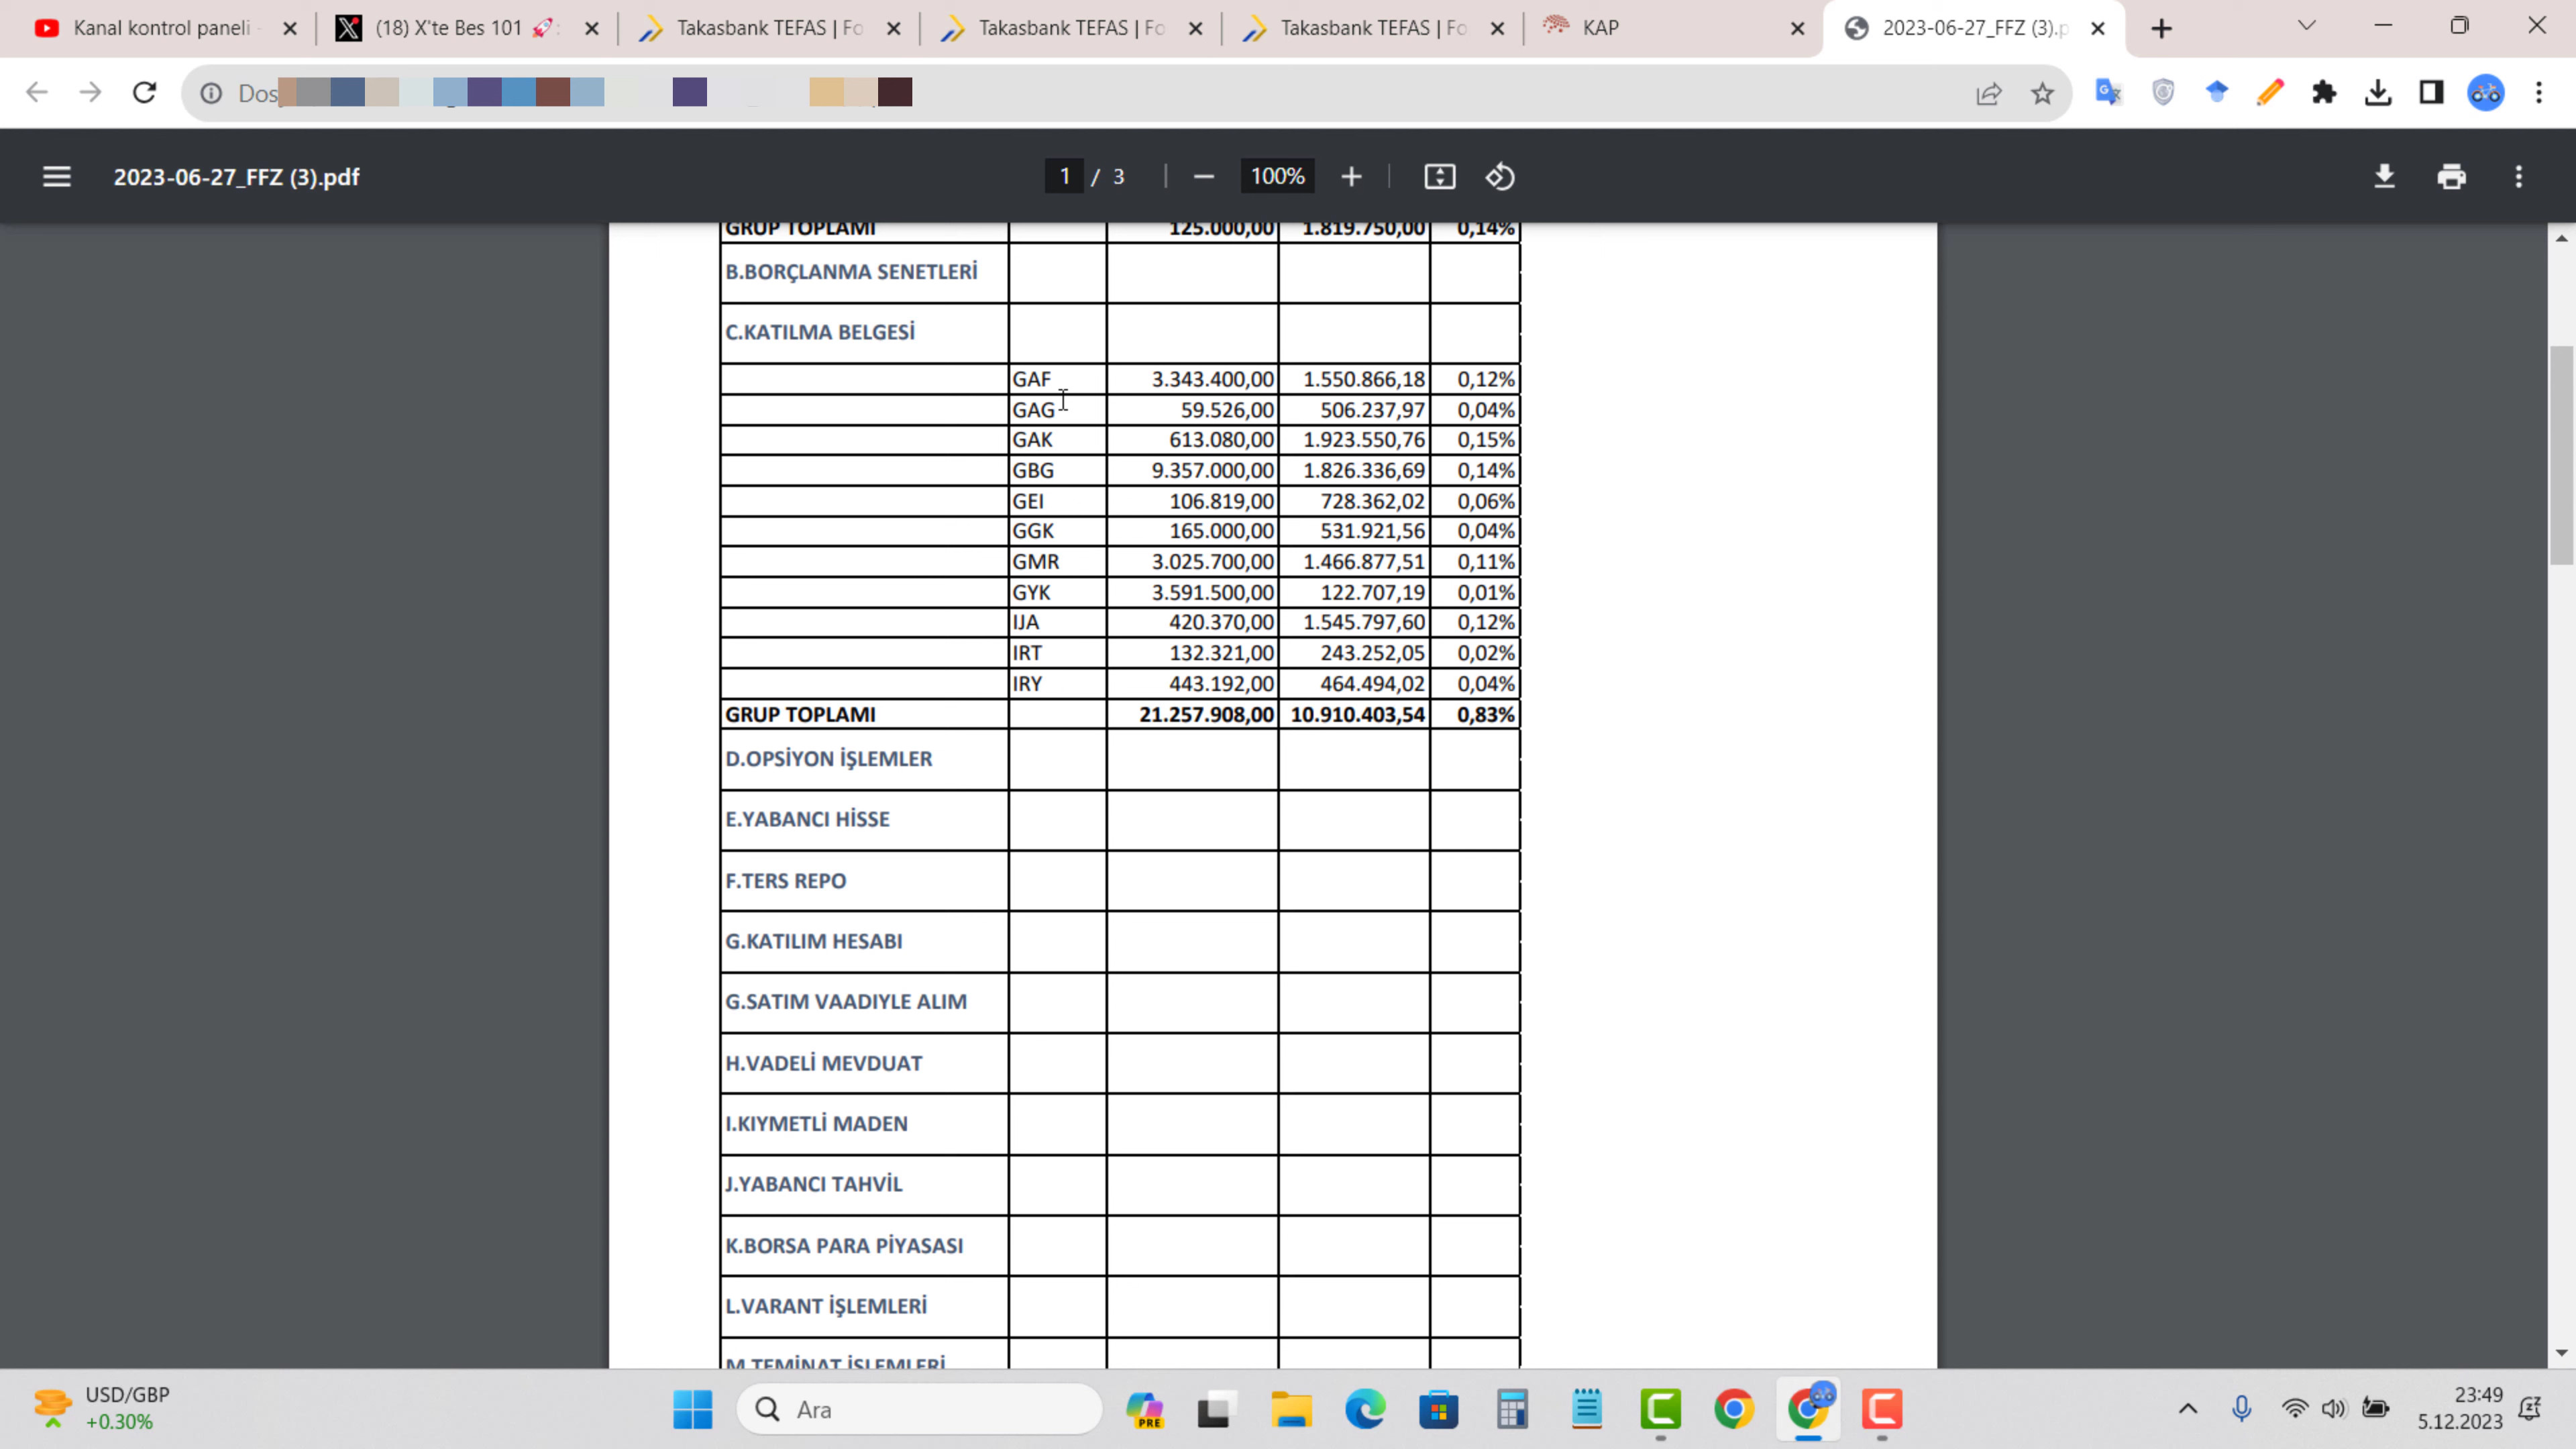 Kanal kontrol paneli
(18) X'te Bes 101 🚀
Takasbank TEFAS | Fo
Takasbank TEFAS | Fo
Takasbank TEFAS | Fo
KAP
2023-06-27_FFZ (3).p
Dos
2023-06-27_FFZ (3).pdf
1 / 3
100%
GRUP TOPLAMI 125.000,00 1.819.750,00 0,14%
B.BORÇLANMA SENETLERİ
C.KATILMA BELGESİ
GAF 3.343.400,00 1.550.866,18 0,12%
GAG 59.526,00 506.237,97 0,04%
GAK 613.080,00 1.923.550,76 0,15%
GBG 9.357.000,00 1.826.336,69 0,14%
GEI 106.819,00 728.362,02 0,06%
GGK 165.000,00 531.921,56 0,04%
GMR 3.025.700,00 1.466.877,51 0,11%
GYK 3.591.500,00 122.707,19 0,01%
IJA 420.370,00 1.545.797,60 0,12%
IRT 132.321,00 243.252,05 0,02%
IRY 443.192,00 464.494,02 0,04%
GRUP TOPLAMI 21.257.908,00 10.910.403,54 0,83%
D.OPSİYON İŞLEMLER
E.YABANCI HİSSE
F.TERS REPO
G.KATILIM HESABI
G.SATIM VAADIYLE ALIM
H.VADELİ MEVDUAT
I.KIYMETLİ MADEN
J.YABANCI TAHVİL
K.BORSA PARA PİYASASI
L.VARANT İŞLEMLERİ
M.TEMİNAT İŞLEMLERİ
USD/GBP
+0.30%
Ara
PRE
23:49
5.12.2023